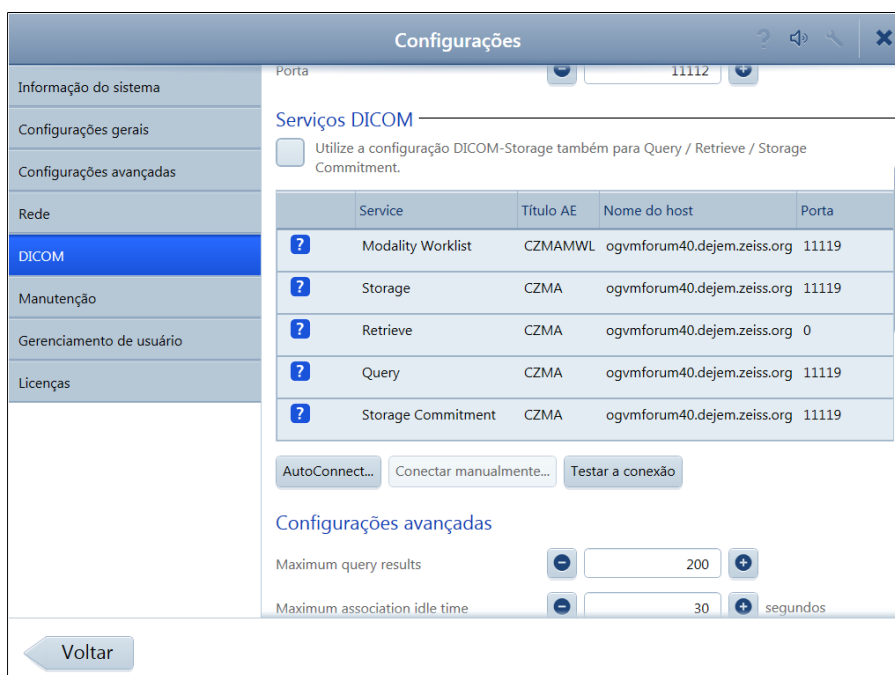 Configurações
Informação do sistema
Configurações gerais
Configurações avançadas
Rede
DICOM
Manutenção
Gerenciamento de usuário
Licenças
Porta 11112
Serviços DICOM
Utilize a configuração DICOM-Storage também para Query / Retrieve / Storage
Commitment.
Service Título AE Nome do host Porta
? Modality Worklist CZMAMWL ogvmforum40.dejem.zeiss.org 11119
? Storage CZMA ogvmforum40.dejem.zeiss.org 11119
? Retrieve CZMA ogvmforum40.dejem.zeiss.org 0
? Query CZMA ogvmforum40.dejem.zeiss.org 11119
? Storage Commitment CZMA ogvmforum40.dejem.zeiss.org 11119
AutoConnect... Conectar manualmente... Testar a conexão
Configurações avançadas
Maximum query results 200
Maximum association idle time 30 segundos
Voltar